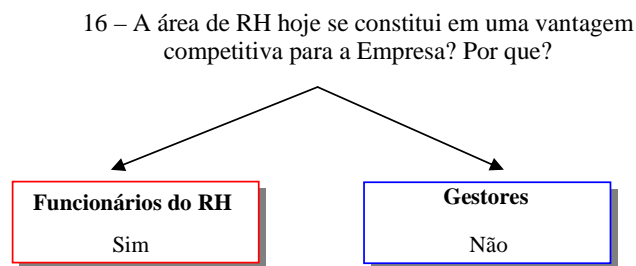 16 – A área de RH hoje se constitui em uma vantagem
competitiva para a Empresa? Por que?
Funcionários do RH
Sim
Gestores
Não